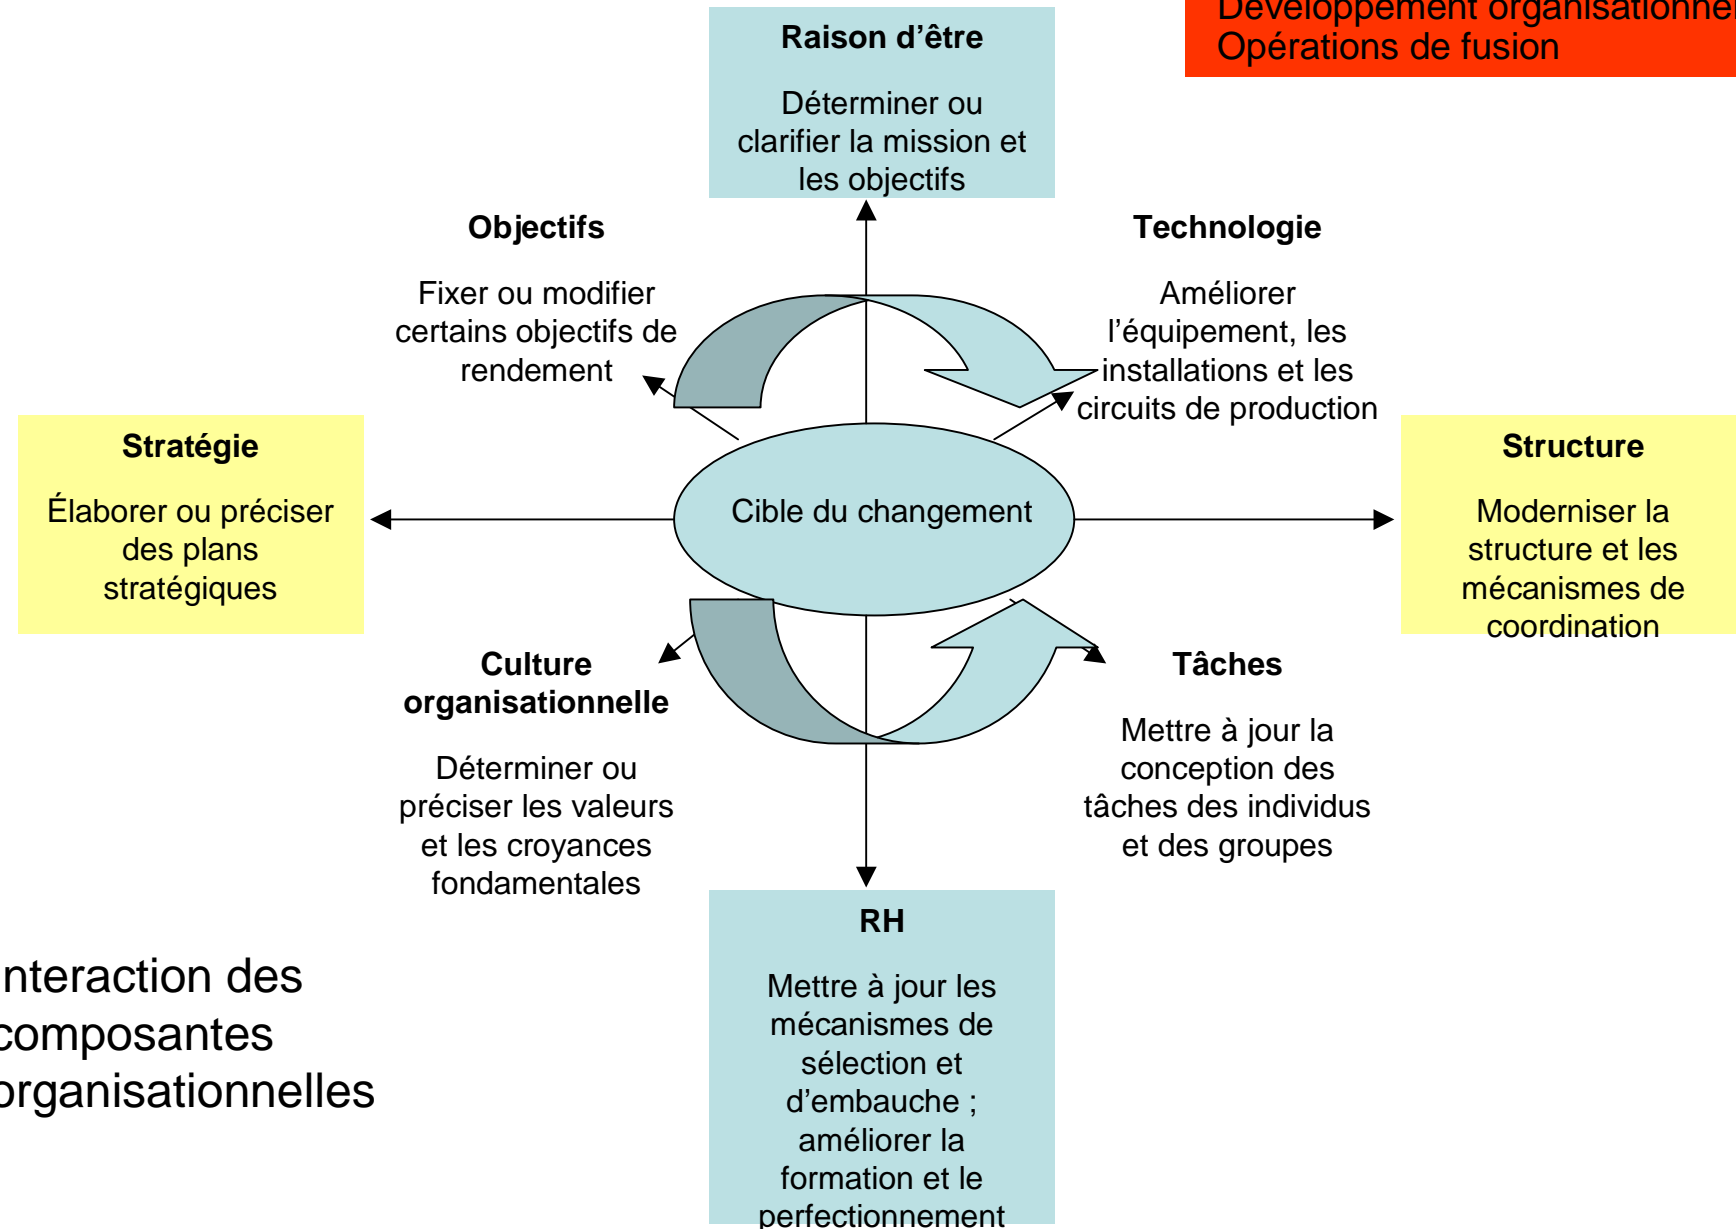 Développement organisationnel
Opérations de fusion
Raison d'être
Déterminer ou
clarifier la mission et
les objectifs
Objectifs
Fixer ou modifier
certains objectifs de
rendement
Technologie
Améliorer
l'équipement, les
installations et les
circuits de production
Stratégie
Élaborer ou préciser
des plans
stratégiques
Cible du changement
Structure
Moderniser la
structure et les
mécanismes de
coordination
Culture
organisationnelle
Déterminer ou
préciser les valeurs
et les croyances
fondamentales
Tâches
Mettre à jour la
conception des
tâches des individus
et des groupes
RH
Mettre à jour les
mécanismes de
sélection et
d'embauche ;
améliorer la
formation et le
perfectionnement
nteraction des
composantes
organisationnelles